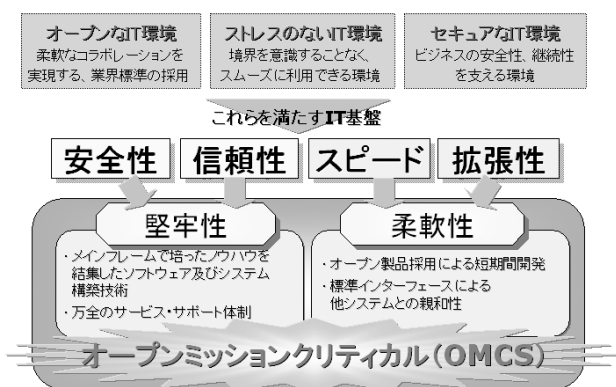 オープンなIT環境
柔軟なコラボレーションを
実現する、業界標準の採用
ストレスのないIT環境
境界を意識することなく、
スムーズに利用できる環境
セキュアなIT環境
ビジネスの安全性、継続性
を支える環境
これらを満たすIT基盤
安全性
信頼性
スピード
拡張性
堅牢性
・メインフレームで培ったノウハウを
結集したソフトウェア及びシステム
構築技術
・万全のサービス・サポート体制
柔軟性
・オープン製品採用による短期間開発
・標準インターフェースによる
他システムとの親和性
オープンミッションクリティカル(OMCS)